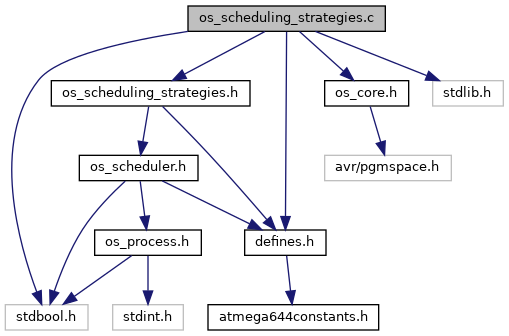 os_scheduling_strategies.c
os_scheduling_strategies.h
os_core.h
stdlib.h
os_scheduler.h
avr/pgmspace.h
os_process.h
defines.h
stdbool.h
stdint.h
atmega644constants.h